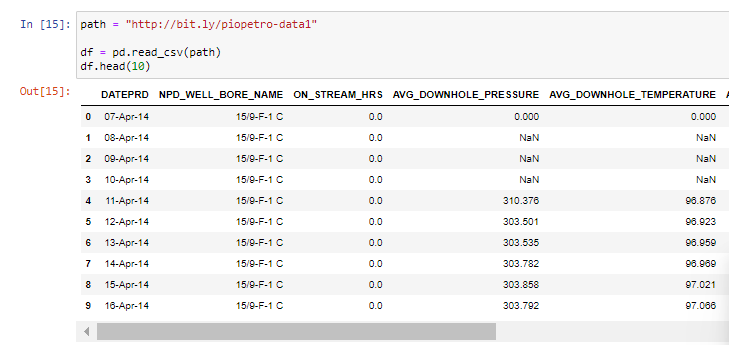 In [15]: path = "http://bit.ly/piopetro-data1"
df = pd.read_csv(path)
df.head(10)
Out[15]:
DATEPRD NPD_WELL_BORE_NAME ON_STREAM_HRS AVG_DOWNHOLE_PRESSURE AVG_DOWNHOLE_TEMPERATURE
0 07-Apr-14 15/9-F-1 C 0.0 0.000 0.000
1 08-Apr-14 15/9-F-1 C 0.0 NaN NaN
2 09-Apr-14 15/9-F-1 C 0.0 NaN NaN
3 10-Apr-14 15/9-F-1 C 0.0 NaN NaN
4 11-Apr-14 15/9-F-1 C 0.0 310.376 96.876
5 12-Apr-14 15/9-F-1 C 0.0 303.501 96.923
6 13-Apr-14 15/9-F-1 C 0.0 303.535 96.959
7 14-Apr-14 15/9-F-1 C 0.0 303.782 96.969
8 15-Apr-14 15/9-F-1 C 0.0 303.858 97.021
9 16-Apr-14 15/9-F-1 C 0.0 303.792 97.066